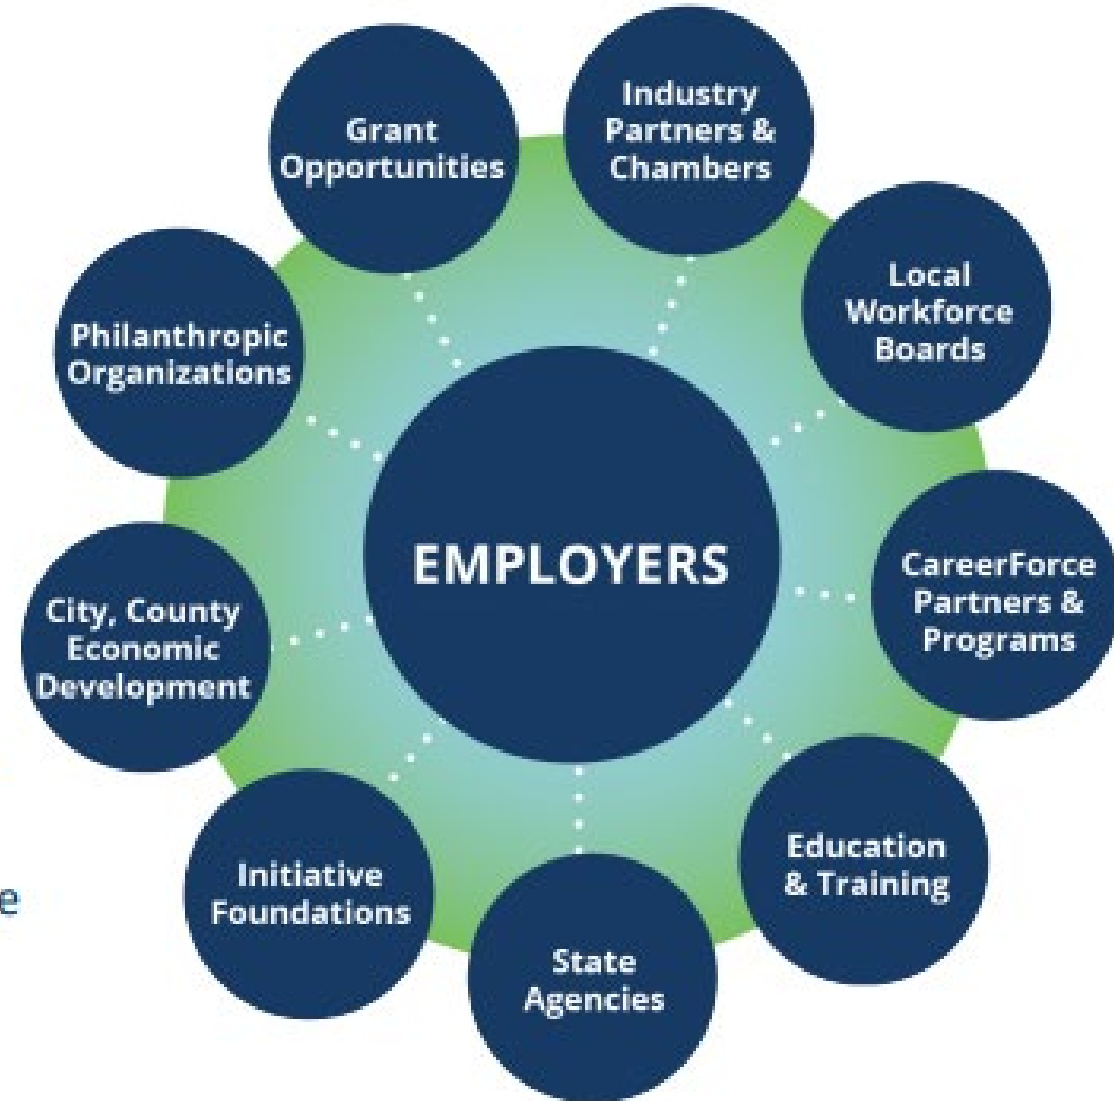 Grant
Opportunities
Industry
Partners &
Chambers
Local
Workforce
Boards
Philanthropic
Organizations
EMPLOYERS
CareerForce
Partners &
Programs
City, County
Economic
Development
Education
& Training
Initiative
Foundations
State
Agencies
e